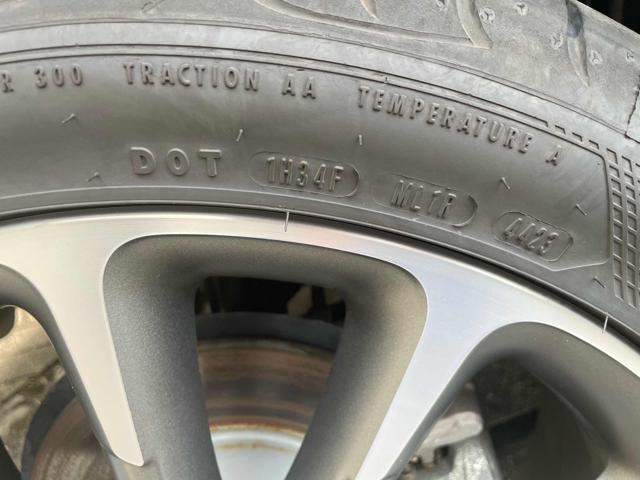 R 300 TRACTION AA TEMPERATURE A
DOT 1H34F ML1R 4423